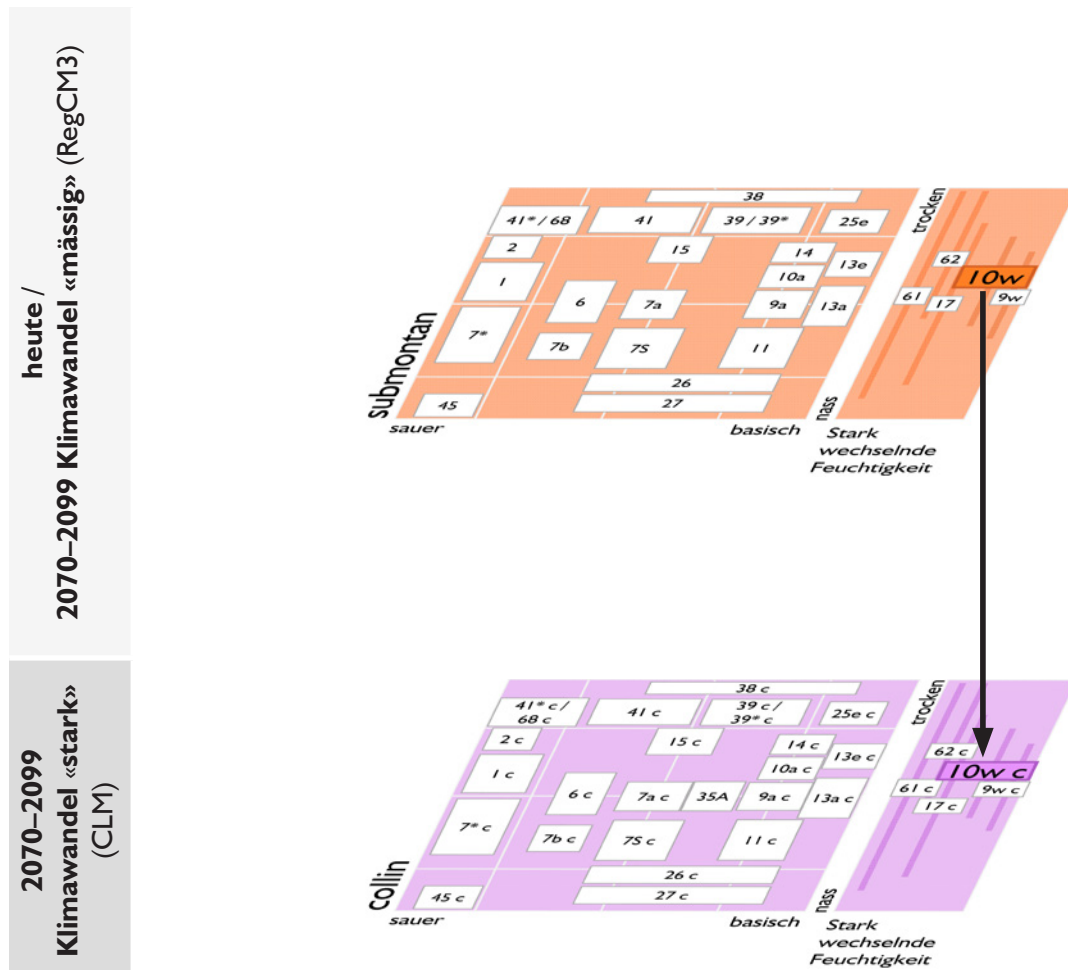 heute /
2070–2099 Klimawandel «mässig» (RegCM3)
38
41* / 68
41
39 / 39*
25e
trocken
2
15
14
13e
62
1
10a
10w
6
7a
9a
13a
61
17
9w
7*
7b
7S
11
submontan
26
45
27
nass
sauer
basisch
Stark
wechselnde
Feuchtigkeit
2070–2099
Klimawandel «stark»
(CLM)
38 c
41* c /
68 c
41 c
39 c /
39* c
25e c
trocken
2 c
15 c
14 c
13e c
62 c
1 c
10a c
10w c
6 c
7a c
35A
9a c
13a c
61 c
17 c
9w c
7* c
7b c
7S c
11 c
collin
26 c
45 c
27 c
nass
sauer
basisch
Stark
wechselnde
Feuchtigkeit